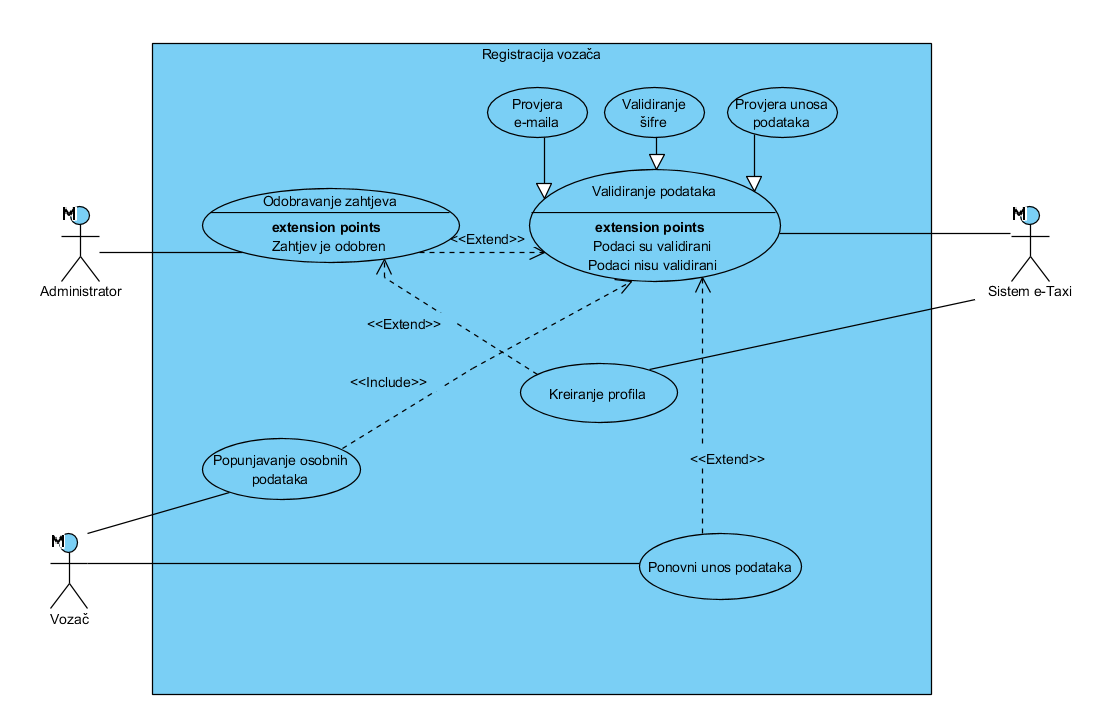 Registracija vozača
Provjera
e-maila
Validiranje
šifre
Provjera unosa
podataka
Odobravanje zahtjeva
extension points
Zahtjev je odobren
<<Extend>>
Validiranje podataka
extension points
Podaci su validirani
Podaci nisu validirani
M
Administrator
M
Sistem e-Taxi
<<Extend>>
<<Include>>
Kreiranje profila
Popunjavanje osobnih
podataka
<<Extend>>
M
Vozač
Ponovni unos podataka